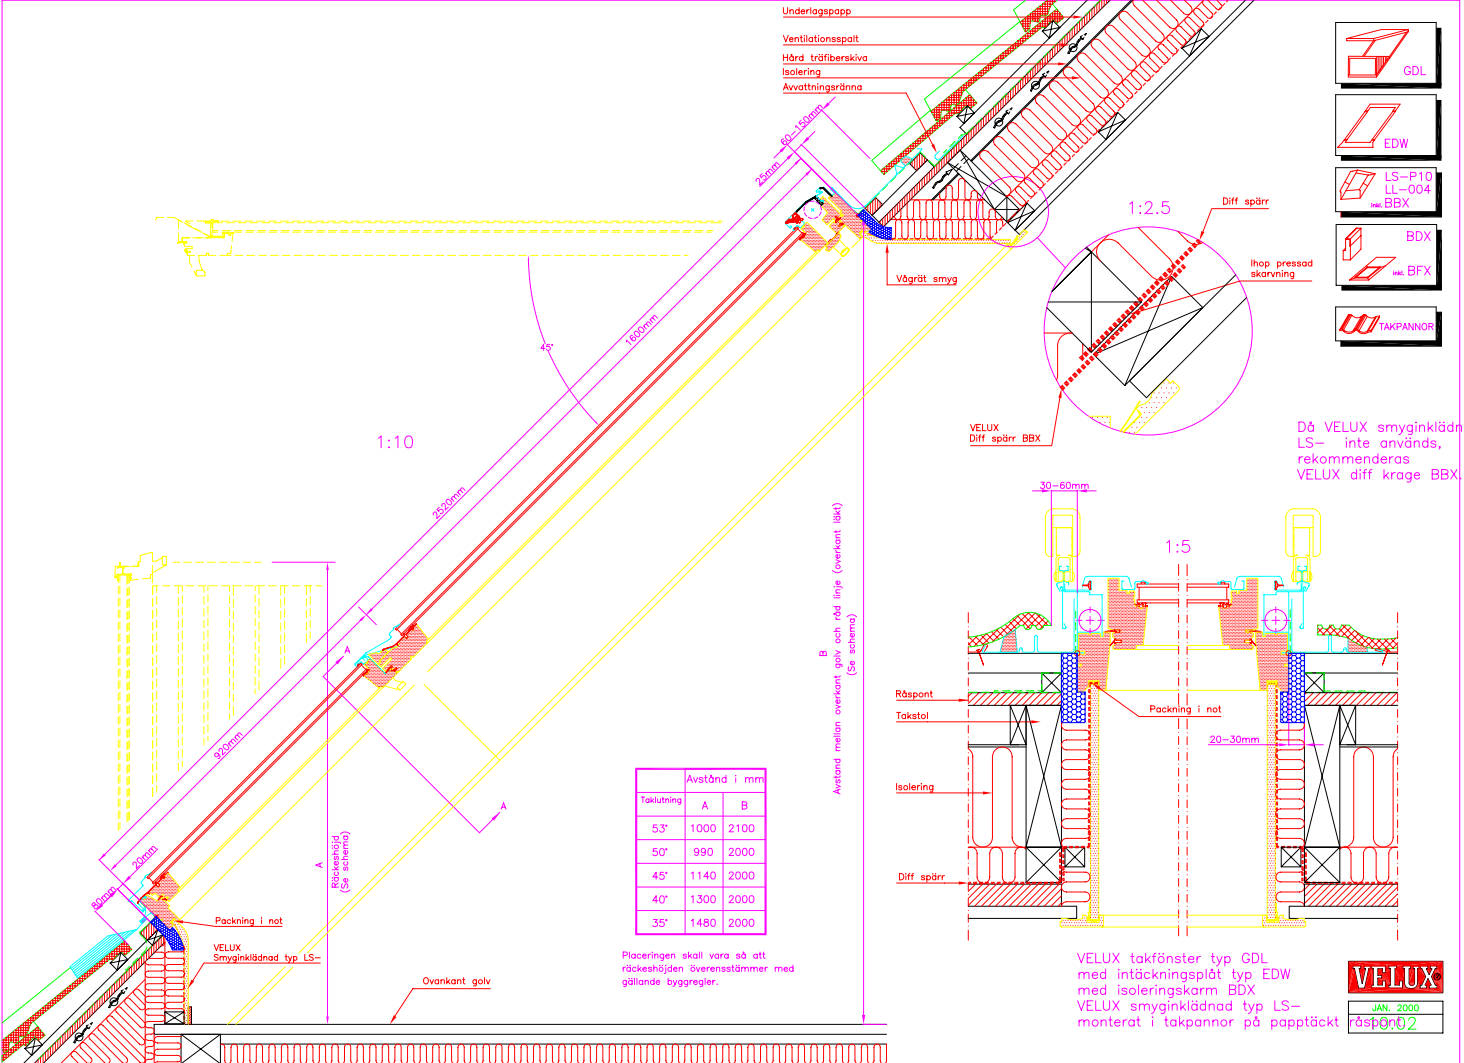 Underlagspapp
Ventilationsspalt
Hård träfiberskiva
Isolering
Avvattningsränna
60-150mm
25mm
GDL
EDW
LS-P10
LL-004
inkl. BBX
BDX
inkl. BFX
TAKPANNOR
1:2.5
Diff spärr
Ihop pressad
skarvning
Vågrät smyg
VELUX
Diff spärr BBX
45°
1600mm
1:10
2520mm
Då VELUX smyginklädn
LS- inte används,
rekommenderas
VELUX diff krage BBX.
30-60mm
1:5
B
Avstand mellan overkant golv och råd linje (overkant läkt)
(Se schema)
A
A
920mm
20mm
80mm
A
Räckeshöjd
(Se schema)
Råspont
Takstol
Packning i not
20-30mm
Isolering
Diff spärr
Avstånd i mm
Taklutning A B
53° 1000 2100
50° 990 2000
45° 1140 2000
40° 1300 2000
35° 1480 2000
Placeringen skall vara så att
räckeshöjden överensstämmer med
gällande byggregler.
Packning i not
VELUX
Smyginklädnad typ LS-
Ovankant golv
VELUX takfönster typ GDL
med intäckningsplåt typ EDW
med isoleringskarm BDX
VELUX smyginklädnad typ LS-
monterat i takpannor på papptäckt råspont
VELUX
JAN. 2000